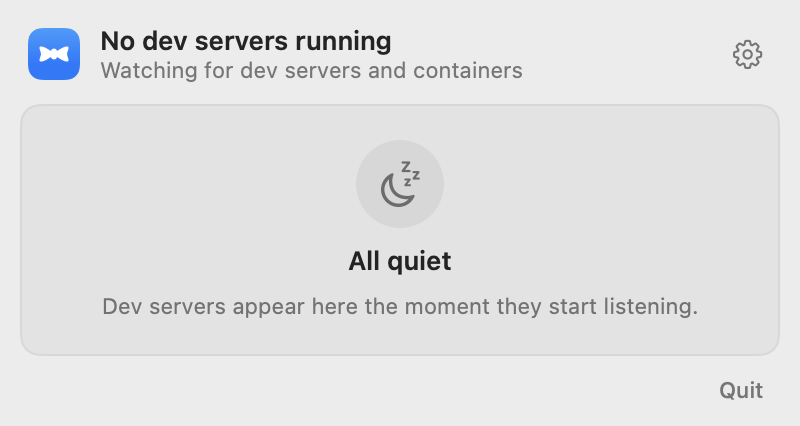 No dev servers running
Watching for dev servers and containers
z
z
z
All quiet
Dev servers appear here the moment they start listening.
Quit